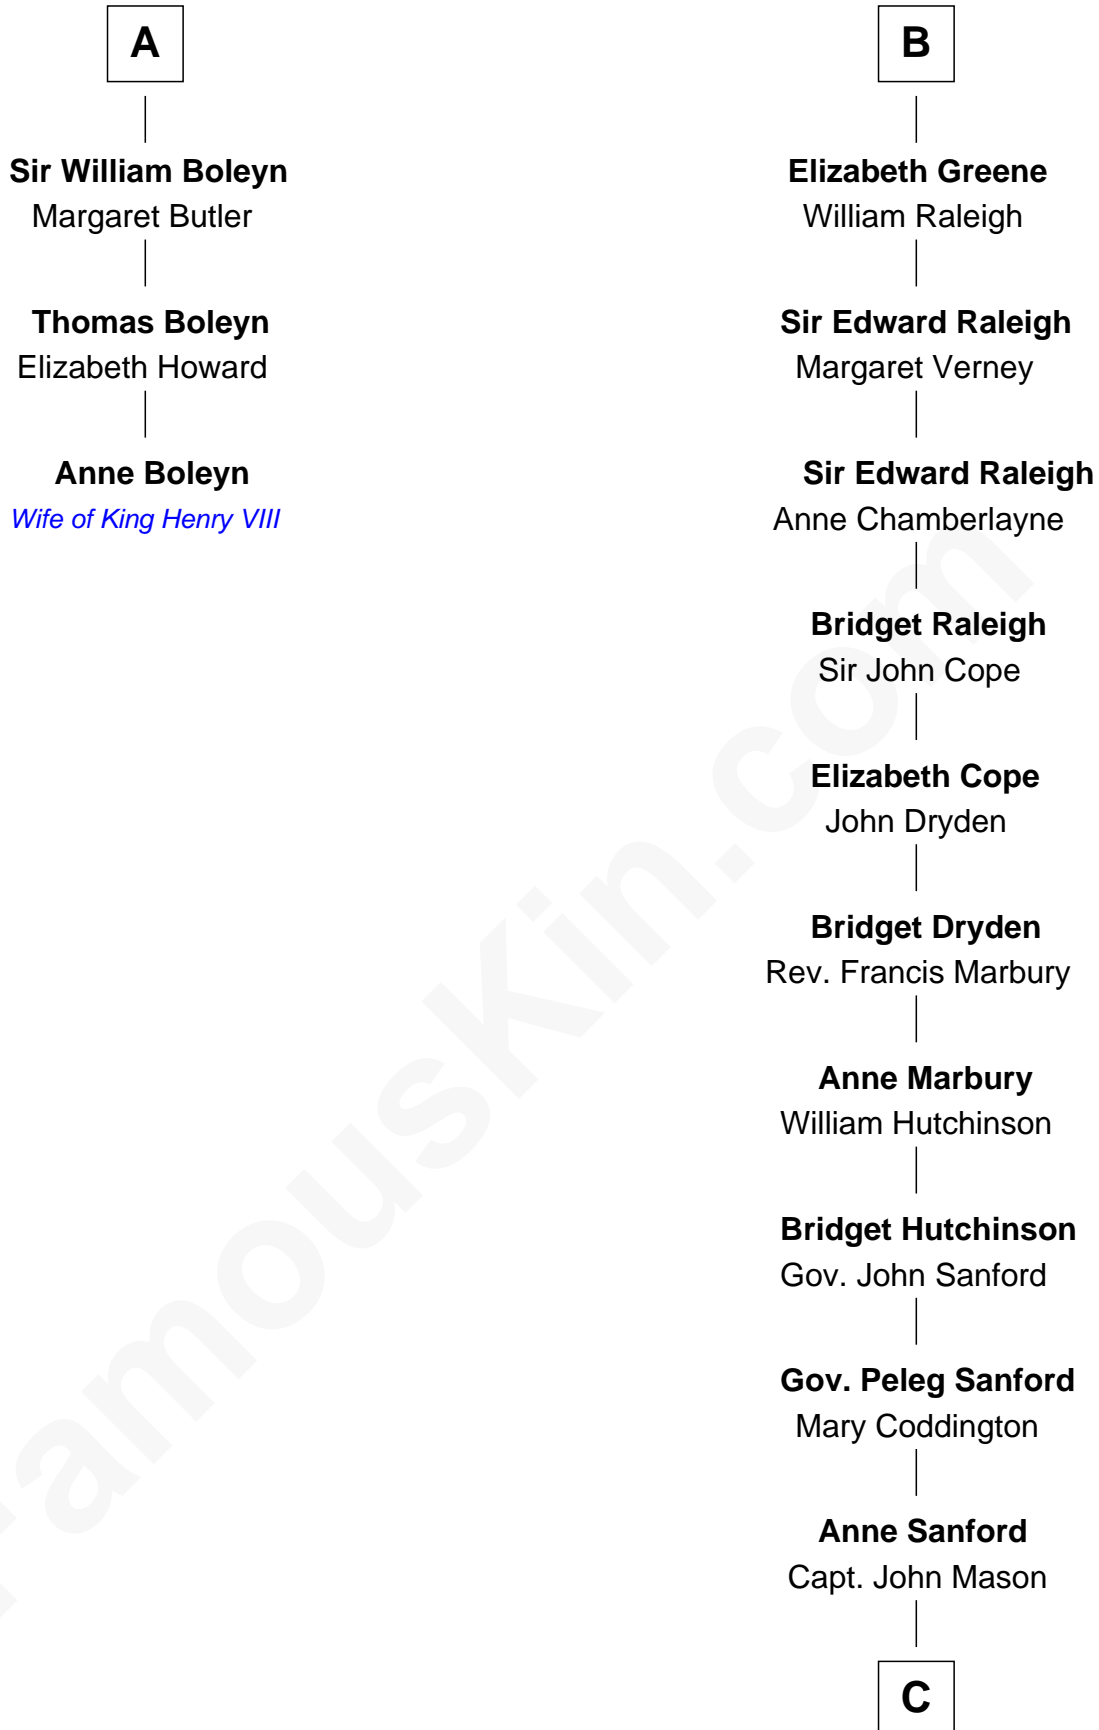 A
Sir William Boleyn
Margaret Butler
Thomas Boleyn
Elizabeth Howard
Anne Boleyn
Wife of King Henry VIII
B
Elizabeth Greene
William Raleigh
Sir Edward Raleigh
Margaret Verney
Sir Edward Raleigh
Anne Chamberlayne
Bridget Raleigh
Sir John Cope
Elizabeth Cope
John Dryden
Bridget Dryden
Rev. Francis Marbury
Anne Marbury
William Hutchinson
Bridget Hutchinson
Gov. John Sanford
Gov. Peleg Sanford
Mary Coddington
Anne Sanford
Capt. John Mason
C
FamousKin.com